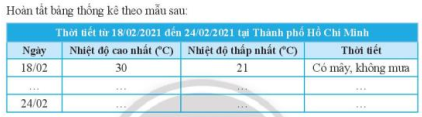 Hoàn tất bảng thống kê theo mẫu sau:
Thời tiết từ 18/02/2021 đến 24/02/2021 tại Thành phố Hồ Chí Minh
Ngày Nhiệt độ cao nhất (°C) Nhiệt độ thấp nhất (°C) Thời tiết
18/02 30 21 Có mây, không mưa
... ... ... ...
24/02 ... ... ...